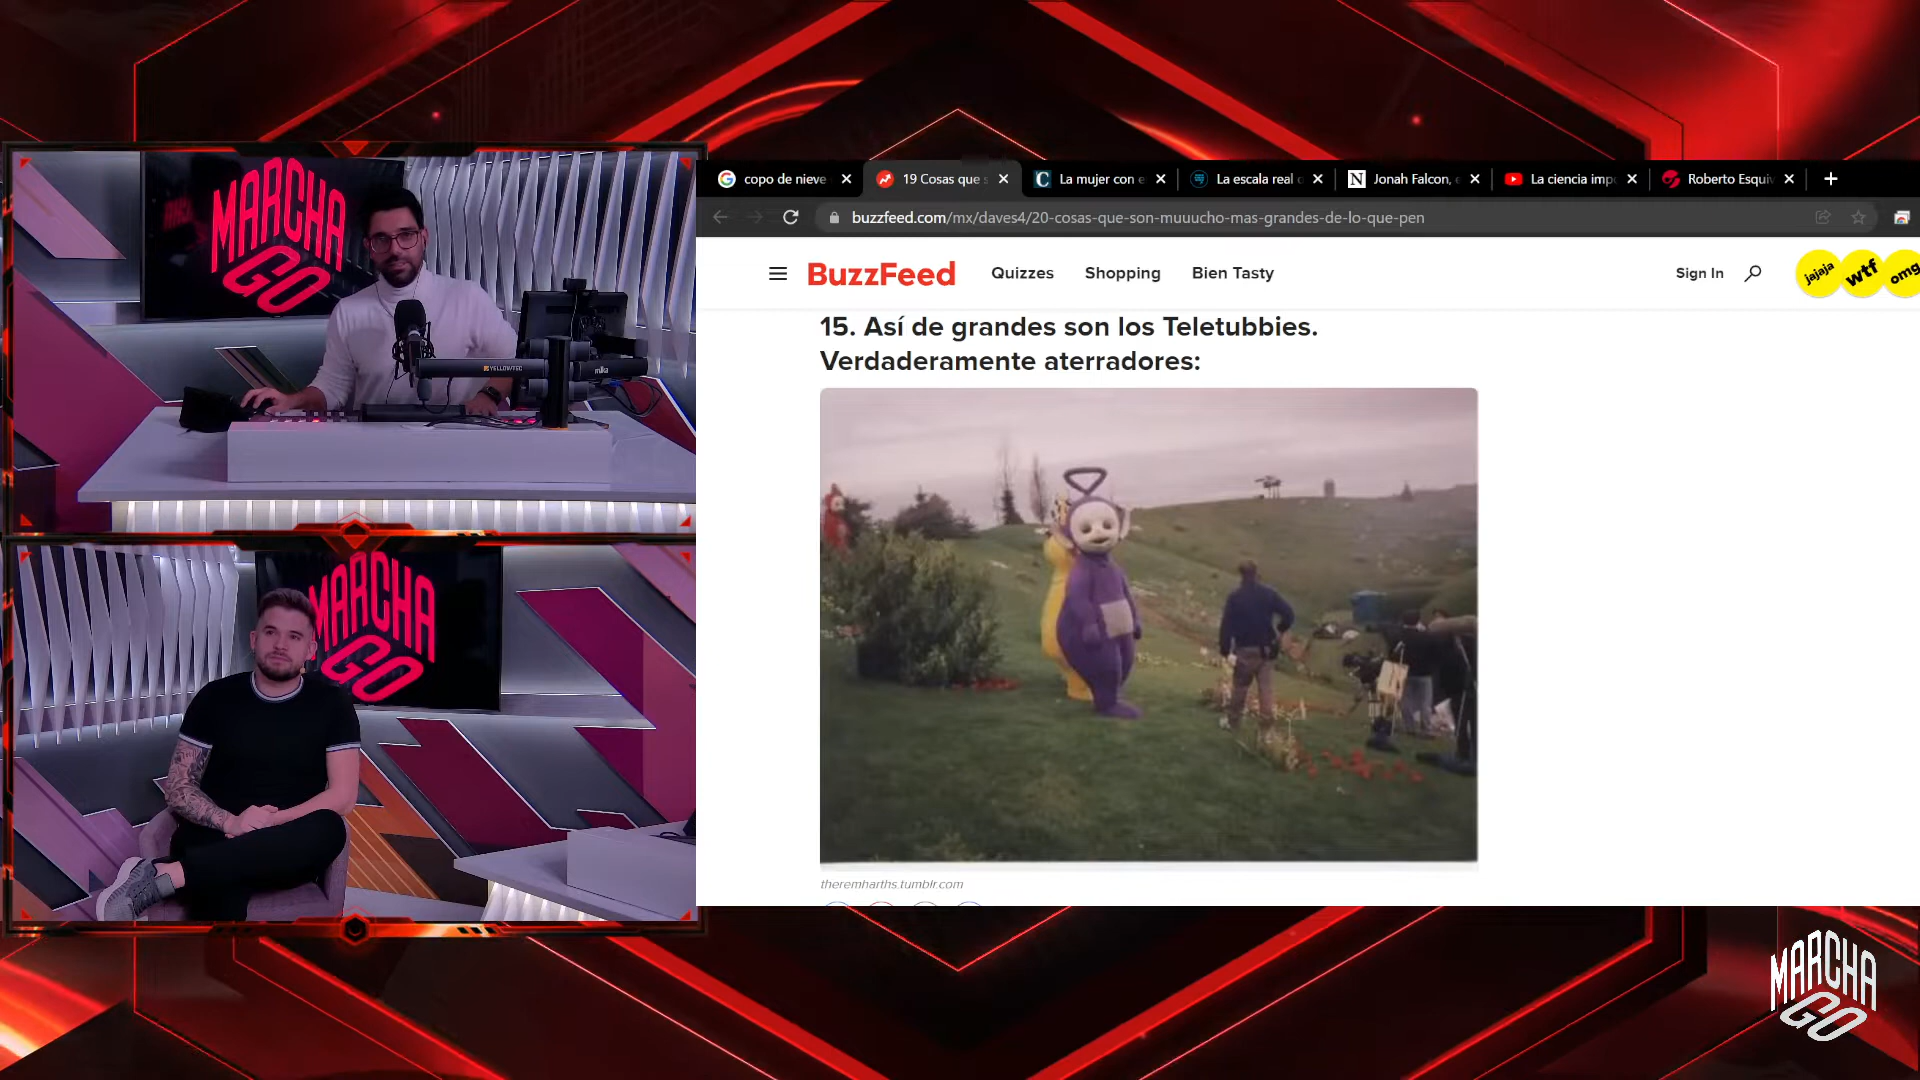 MARCHA
GO
YELLOWTEC
mika
MARCHA
GO
copo de nieve
19 Cosas que s
La mujer con e
La escala real
Jonah Falcon, e
La ciencia imp
Roberto Esquiv
buzzfeed.com/mx/daves4/20-cosas-que-son-muuucho-mas-grandes-de-lo-que-pen
BuzzFeed
Quizzes
Shopping
Bien Tasty
Sign In
jajaja
wtf
omg
15. Así de grandes son los Teletubbies.
Verdaderamente aterradores:
theremharths.tumblr.com
MARCHA
GO